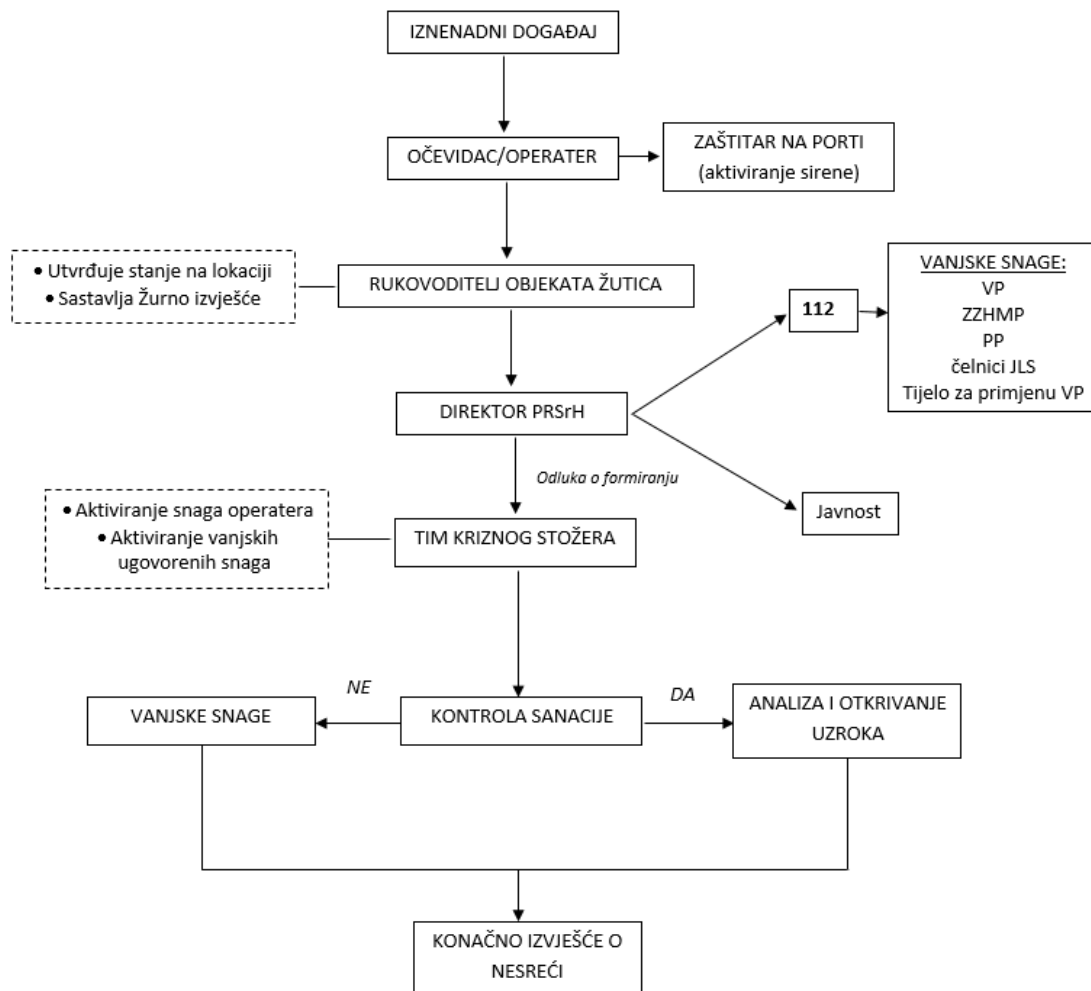 IZNENADNI DOGAĐAJ
OČEVIDAC/OPERATER
ZAŠTITAR NA PORTI
(aktiviranje sirene)
• Utvrđuje stanje na lokaciji
• Sastavlja Žurno izvješće
RUKOVODITELJ OBJEKATA ŽUTICA
VANJSKE SNAGE:
VP
ZZHMP
PP
čelnici JLS
Tijelo za primjenu VP
112
DIREKTOR PRSrH
Odluka o formiranju
Javnost
• Aktiviranje snaga operatera
• Aktiviranje vanjskih
ugovorenih snaga
TIM KRIZNOG STOŽERA
NE
DA
VANJSKE SNAGE
KONTROLA SANACIJE
ANALIZA I OTKRIVANJE
UZROKA
KONAČNO IZVJEŠĆE O
NESREĆI